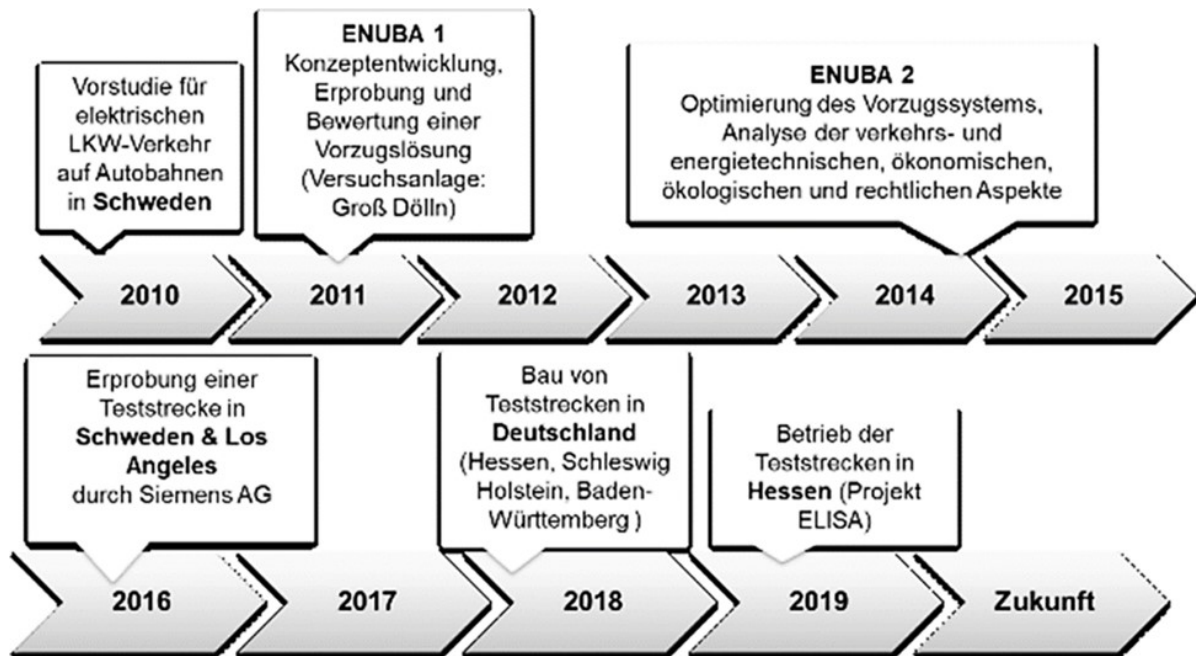 Vorstudie für
elektrischen
LKW-Verkehr
auf Autobahnen
in Schweden
ENUBA 1
Konzeptentwicklung,
Erprobung und
Bewertung einer
Vorzugslösung
(Versuchsanlage:
Groß Dölln)
ENUBA 2
Optimierung des Vorzugssystems,
Analyse der verkehrs- und
energietechnischen, ökonomischen,
ökologischen und rechtlichen Aspekte
2010
2011
2012
2013
2014
2015
Erprobung einer
Teststrecke in
Schweden & Los
Angeles
durch Siemens AG
Bau von
Teststrecken in
Deutschland
(Hessen, Schleswig
Holstein, Baden-
Württemberg )
Betrieb der
Teststrecken in
Hessen (Projekt
ELISA)
2016
2017
2018
2019
Zukunft